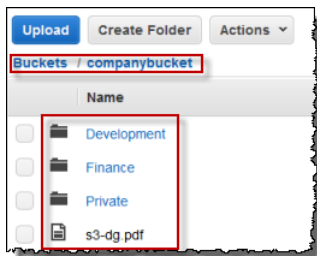 Upload Create Folder Actions
Buckets / companybucket
Name
Development
Finance
Private
s3-dg.pdf